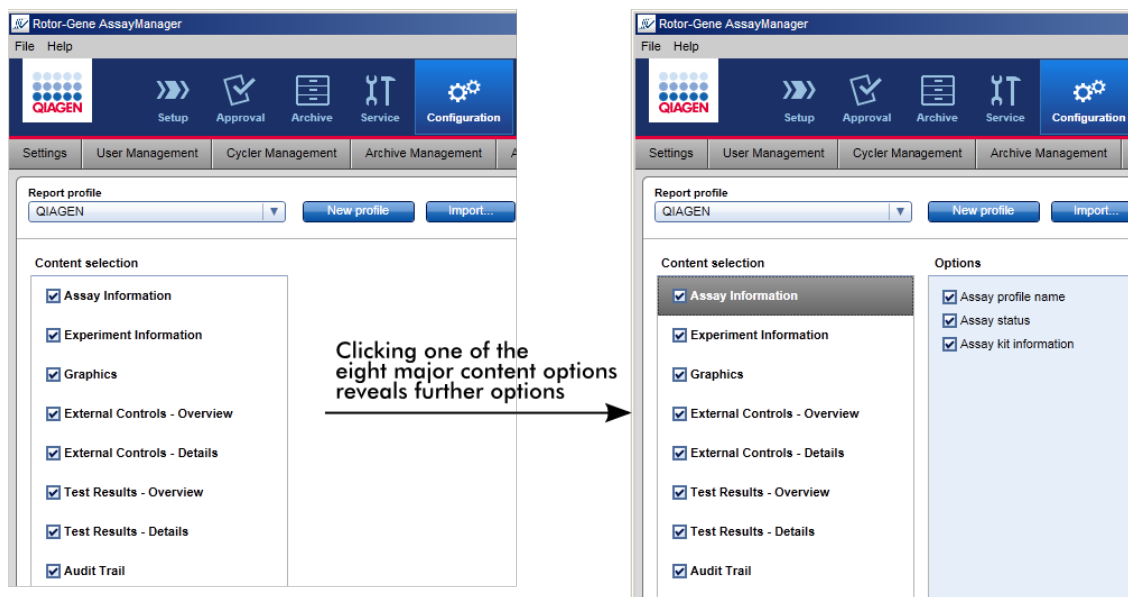 Rotor-Gene AssayManager
File Help
QIAGEN
Setup Approval Archive Service Configuration
Settings User Management Cycler Management Archive Management A
Report profile
QIAGEN New profile Import...
Content selection
Assay Information
Experiment Information
Graphics
External Controls - Overview
External Controls - Details
Test Results - Overview
Test Results - Details
Audit Trail
Clicking one of the
eight major content options
reveals further options
Rotor-Gene AssayManager
File Help
QIAGEN
Setup Approval Archive Service Configuration
Settings User Management Cycler Management Archive Management
Report profile
QIAGEN New profile Import...
Content selection Options
Assay Information Assay profile name
Assay status
Experiment Information Assay kit information
Graphics
External Controls - Overview
External Controls - Details
Test Results - Overview
Test Results - Details
Audit Trail